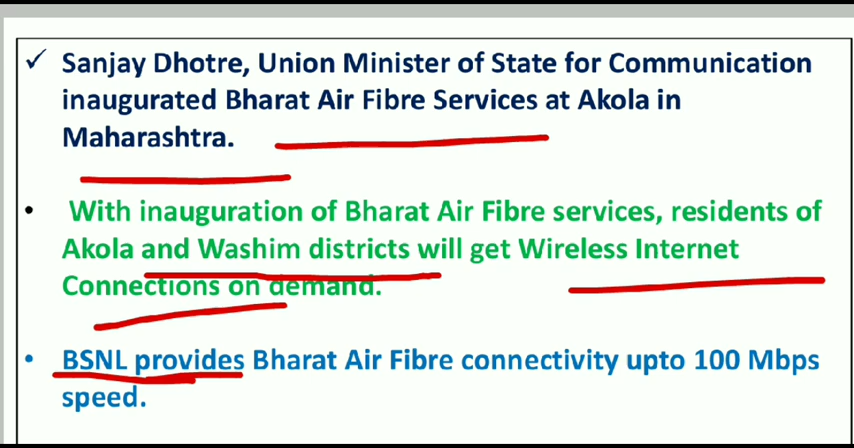 ✓ Sanjay Dhotre, Union Minister of State for Communication
inaugurated Bharat Air Fibre Services at Akola in
Maharashtra.
• With inauguration of Bharat Air Fibre services, residents of
Akola and Washim districts will get Wireless Internet
Connections on demand.
• BSNL provides Bharat Air Fibre connectivity upto 100 Mbps
speed.